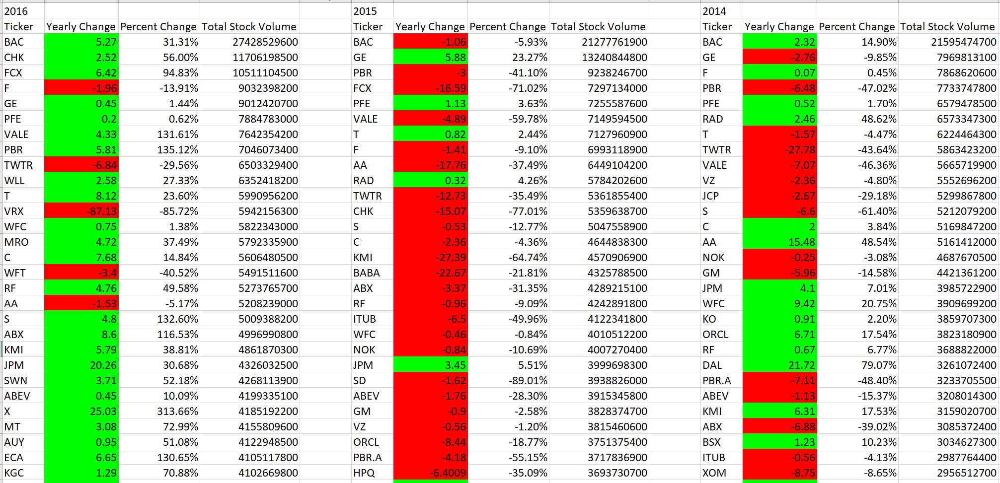 2016 2015 2014
Ticker Yearly Change Percent Change Total Stock Volume Ticker Yearly Change Percent Change Total Stock Volume Ticker Yearly Change Percent Change Total Stock Volume
BAC 5.27 31.31% 27428529600 BAC -1.06 -5.93% 21277761900 BAC 2.32 14.90% 21595474700
CHK 2.52 56.00% 11706198500 GE 5.88 23.27% 13240844800 GE -2.76 -9.85% 7969813100
FCX 6.42 94.83% 10511104500 PBR -3 -41.10% 9238246700 F 0.07 0.45% 7868620600
F -1.96 -13.91% 9032398200 FCX -16.59 -71.02% 7297134000 PBR -6.48 -47.02% 7733747800
GE 0.45 1.44% 9012420700 PFE 1.13 3.63% 7255587600 PFE 0.52 1.70% 6579478500
PFE 0.2 0.62% 7884783000 VALE -4.89 -59.78% 7149594500 RAD 2.46 48.62% 6573347300
VALE 4.33 131.61% 7642354200 T 0.82 2.44% 7127960900 T -1.57 -4.47% 6224464300
PBR 5.81 135.12% 7046073400 F -1.41 -9.10% 6993118900 TWTR -27.78 -43.64% 5863423200
TWTR -6.84 -29.56% 6503329400 AA -17.76 -37.49% 6449104200 VALE -7.07 -46.36% 5665719900
WLL 2.58 27.33% 6352418200 RAD 0.32 4.26% 5784202600 VZ -2.36 -4.80% 5552696200
T 8.12 23.60% 5990956200 TWTR -12.73 -35.49% 5361855400 JCP -2.67 -29.18% 5299867800
VRX -87.13 -85.72% 5942156300 CHK -15.07 -77.01% 5359638700 S -6.6 -61.40% 5212079200
WFC 0.75 1.38% 5822343000 S -0.53 -12.77% 5047558900 C 2 3.84% 5169847200
MRO 4.72 37.49% 5792335900 C -2.36 -4.36% 4644838300 AA 15.48 48.54% 5161412000
C 7.68 14.84% 5606480500 KMI -27.39 -64.74% 4570906900 NOK -0.25 -3.08% 4687670500
WFT -3.4 -40.52% 5491511600 BABA -22.67 -21.81% 4325788500 GM -5.96 -14.58% 4421361200
RF 4.76 49.58% 5273765700 ABX -3.37 -31.35% 4289215100 JPM 4.1 7.01% 3985722900
AA -1.53 -5.17% 5208239000 RF -0.96 -9.09% 4242891800 WFC 9.42 20.75% 3909699200
S 4.8 132.60% 5009388200 ITUB -6.5 -49.96% 4122341800 KO 0.91 2.20% 3859707300
ABX 8.6 116.53% 4996990800 WFC -0.46 -0.84% 4010512200 ORCL 6.71 17.54% 3823180900
KMI 5.79 38.81% 4861870300 NOK -0.84 -10.69% 4007270400 RF 0.67 6.77% 3688822000
JPM 20.26 30.68% 4326032500 JPM 3.45 5.51% 3999698300 DAL 21.72 79.07% 3261072400
SWN 3.71 52.18% 4268113900 SD -1.62 -89.01% 3938826000 PBR.A -7.11 -48.40% 3233705500
ABEV 0.45 10.09% 4199335100 ABEV -1.76 -28.30% 3915345800 ABEV -1.13 -15.37% 3208014300
X 25.03 313.66% 4185192200 GM -0.9 -2.58% 3828374700 KMI 6.31 17.53% 3159020700
MT 3.08 72.99% 4155809600 VZ -0.56 -1.20% 3815460600 ABX -6.88 -39.02% 3085372400
AUY 0.95 51.08% 4122948500 ORCL -8.44 -18.77% 3751375400 BSX 1.23 10.23% 3034627300
ECA 6.65 130.65% 4105117800 PBR.A -4.18 -55.15% 3717836900 ITUB -0.56 -4.13% 2987764400
KGC 1.29 70.88% 4102669800 HPQ -6.4009 -35.09% 3693730700 XOM -8.75 -8.65% 2956512700